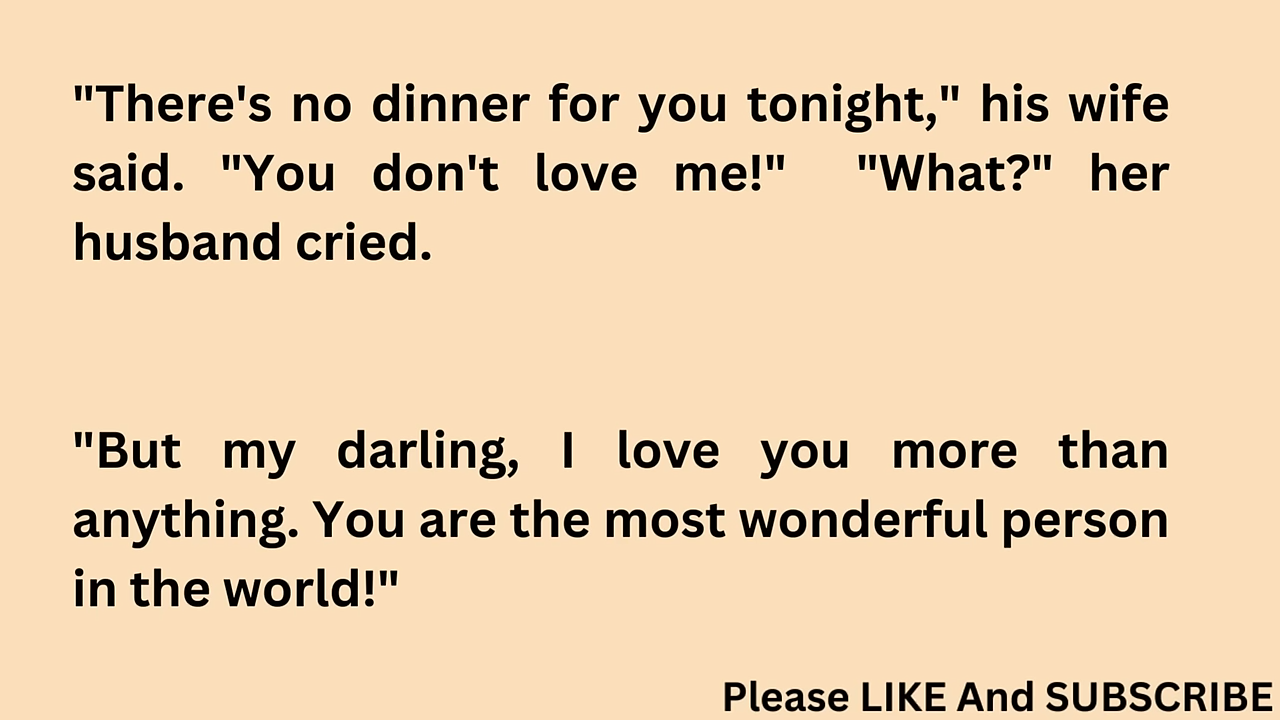 "There's no dinner for you tonight," his wife
said. "You don't love me!"  "What?" her
husband cried.
"But my darling, I love you more than
anything. You are the most wonderful person
in the world!"
Please LIKE And SUBSCRIBE